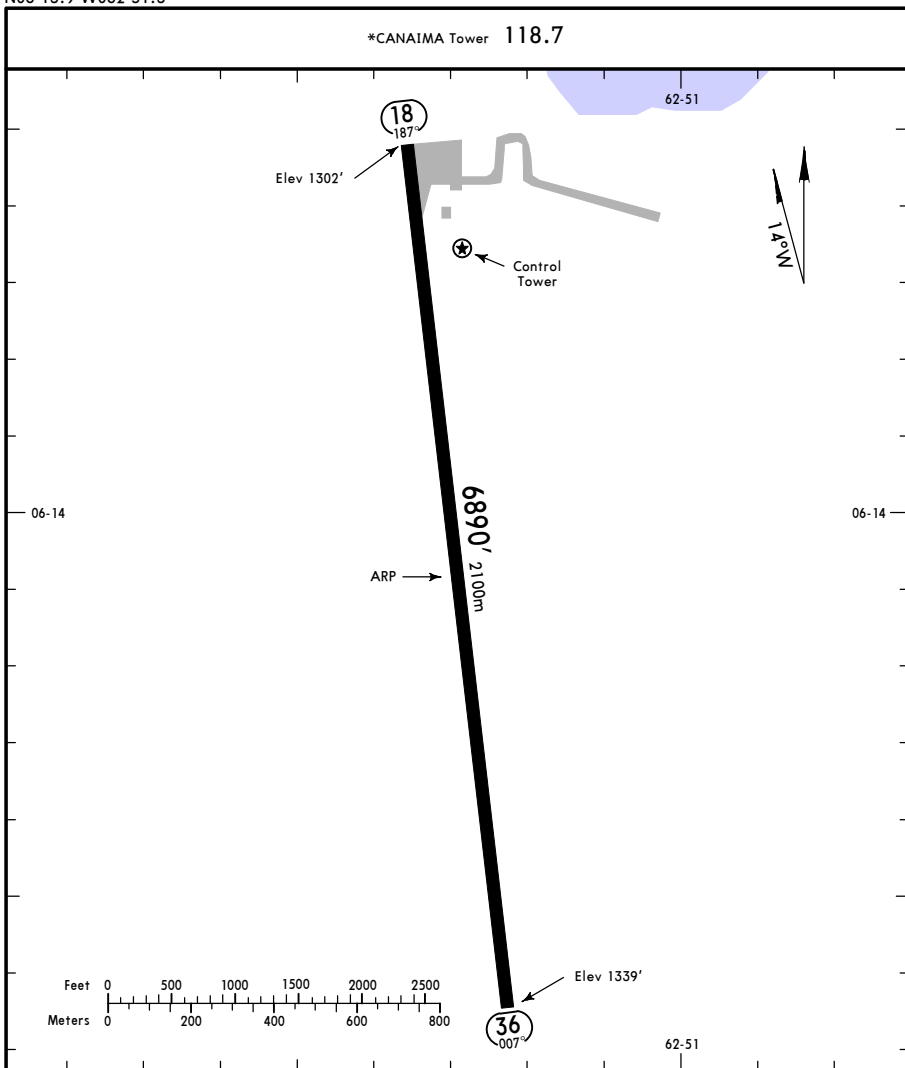 *CANAIMA Tower 118.7
62-51
18
187°
Elev 1302'
14°W
Control
Tower
06-14
06-14
6890'
2100m
ARP
Elev 1339'
Feet 0 500 1000 1500 2000 2500
Meters 0 200 400 600 800
36
007°
62-51